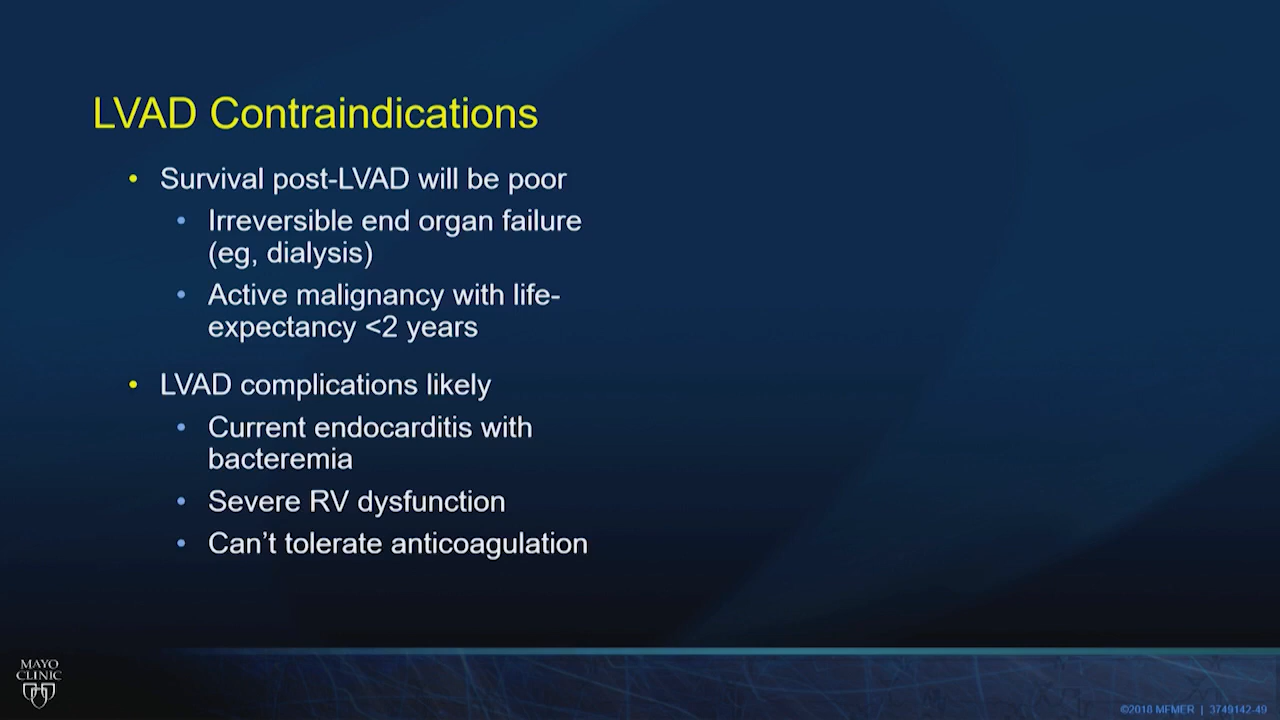 LVAD Contraindications
• Survival post-LVAD will be poor
• Irreversible end organ failure
(eg, dialysis)
• Active malignancy with life-
expectancy <2 years
• LVAD complications likely
• Current endocarditis with
bacteremia
• Severe RV dysfunction
• Can't tolerate anticoagulation
MAYO
CLINIC
©2018 MFMER | 3749142-49